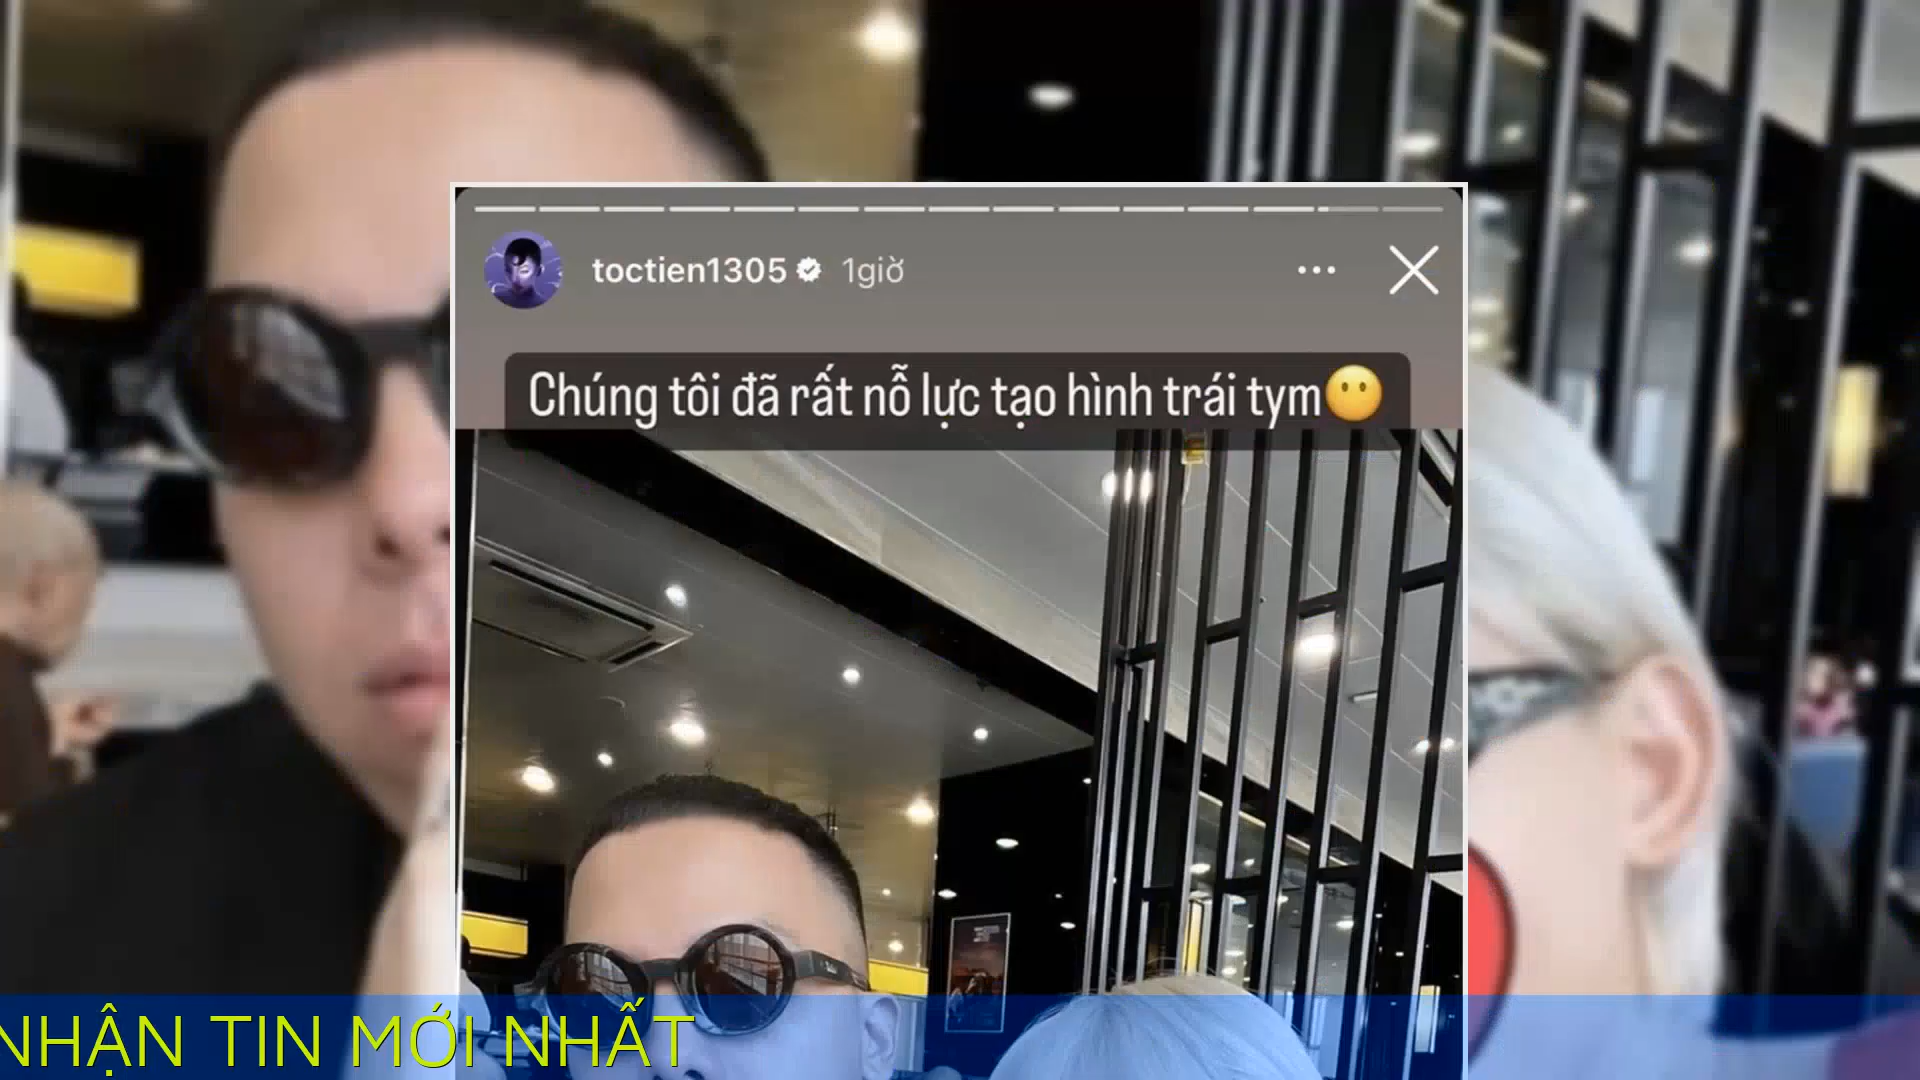 toctien1305 1giờ
Chúng tôi đã rất nỗ lực tạo hình trái tym
NHẬN TIN MỚI NHẤT